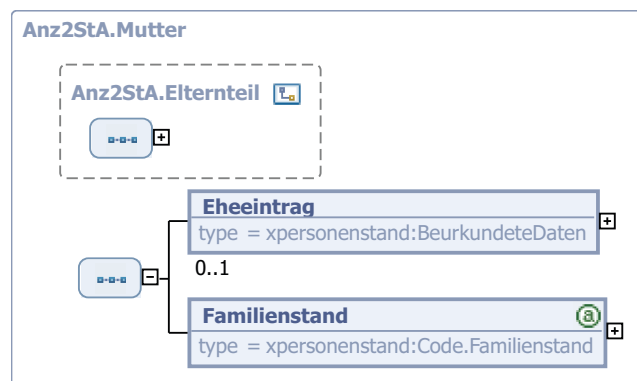 Anz2StA.Mutter
Anz2StA.Elternteil
Eheeintrag
type = xpersonenstand:BeurkundeteDaten
0..1
Familienstand
a
type = xpersonenstand:Code.Familienstand